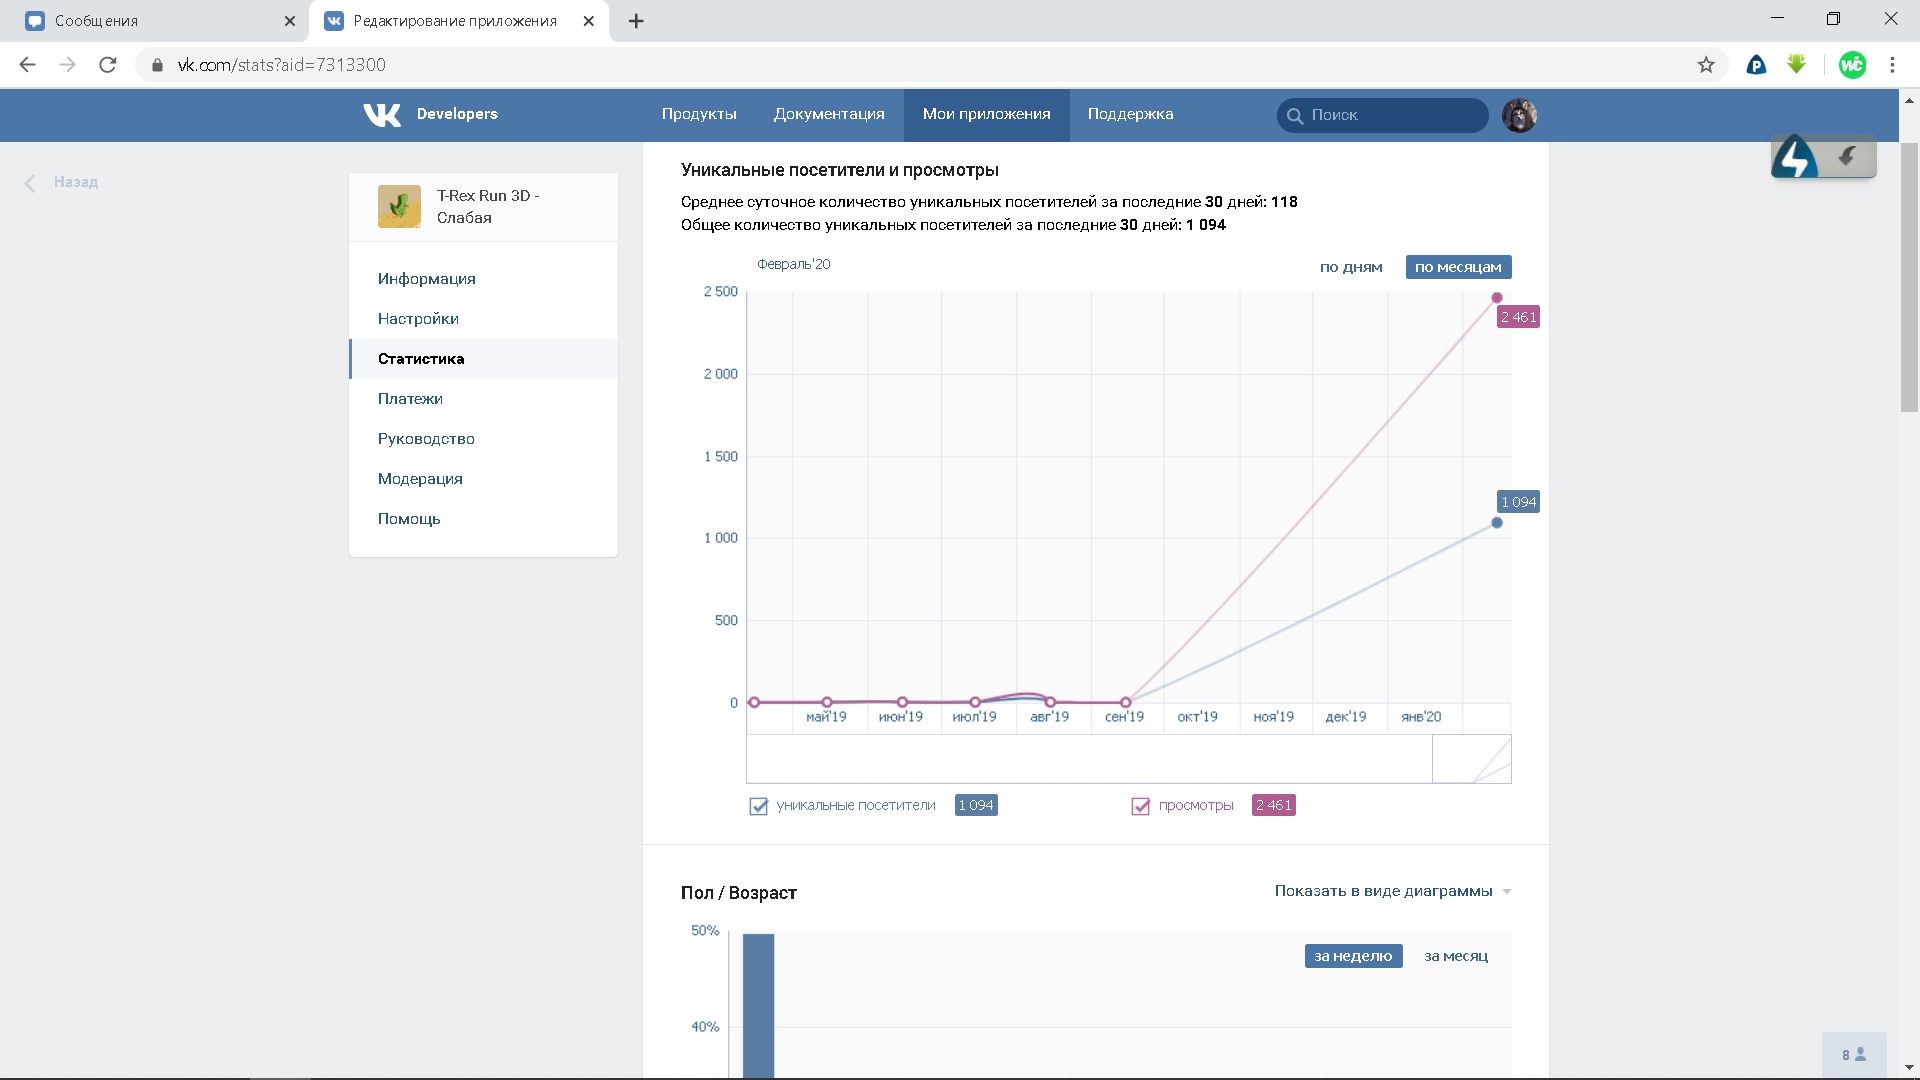 Сообщения
Редактирование приложения
vk.com/stats?aid=7313300
Developers
Продукты
Документация
Мои приложения
Поддержка
Поиск
Назад
T-Rex Run 3D -
Слабая
Информация
Настройки
Статистика
Платежи
Руководство
Модерация
Помощь
Уникальные посетители и просмотры
Среднее суточное количество уникальных посетителей за последние 30 дней: 118
Общее количество уникальных посетителей за последние 30 дней: 1 094
Февраль'20
по дням
по месяцам
2 500
2 461
2 000
1 500
1 094
1 000
500
0
май'19
июн'19
июл'19
авг'19
сен'19
окт'19
ноя'19
дек'19
янв'20
уникальные посетители 1 094
просмотры 2 461
Пол / Возраст
Показать в виде диаграммы
50%
за неделю
за месяц
40%
8